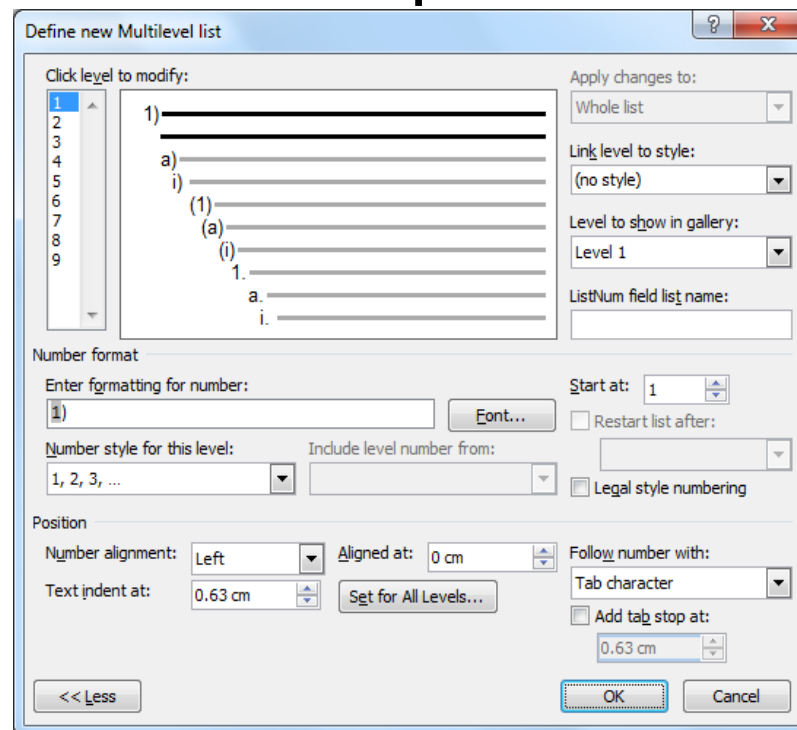 Define new Multilevel list
Click level to modify:
Apply changes to:
1
2
3
4
5
6
7
8
9
1)
a)
i)
(1)
(a)
(i)
1.
a.
i.
Whole list
Link level to style:
(no style)
Level to show in gallery:
Level 1
ListNum field list name:
Number format
Enter formatting for number:
1)
Font...
Start at: 1
Restart list after:
Number style for this level:
Include level number from:
1, 2, 3, ...
Legal style numbering
Position
Number alignment: Left
Aligned at: 0 cm
Follow number with:
Tab character
Text indent at: 0.63 cm
Set for All Levels...
Add tab stop at:
0.63 cm
<< Less
OK
Cancel